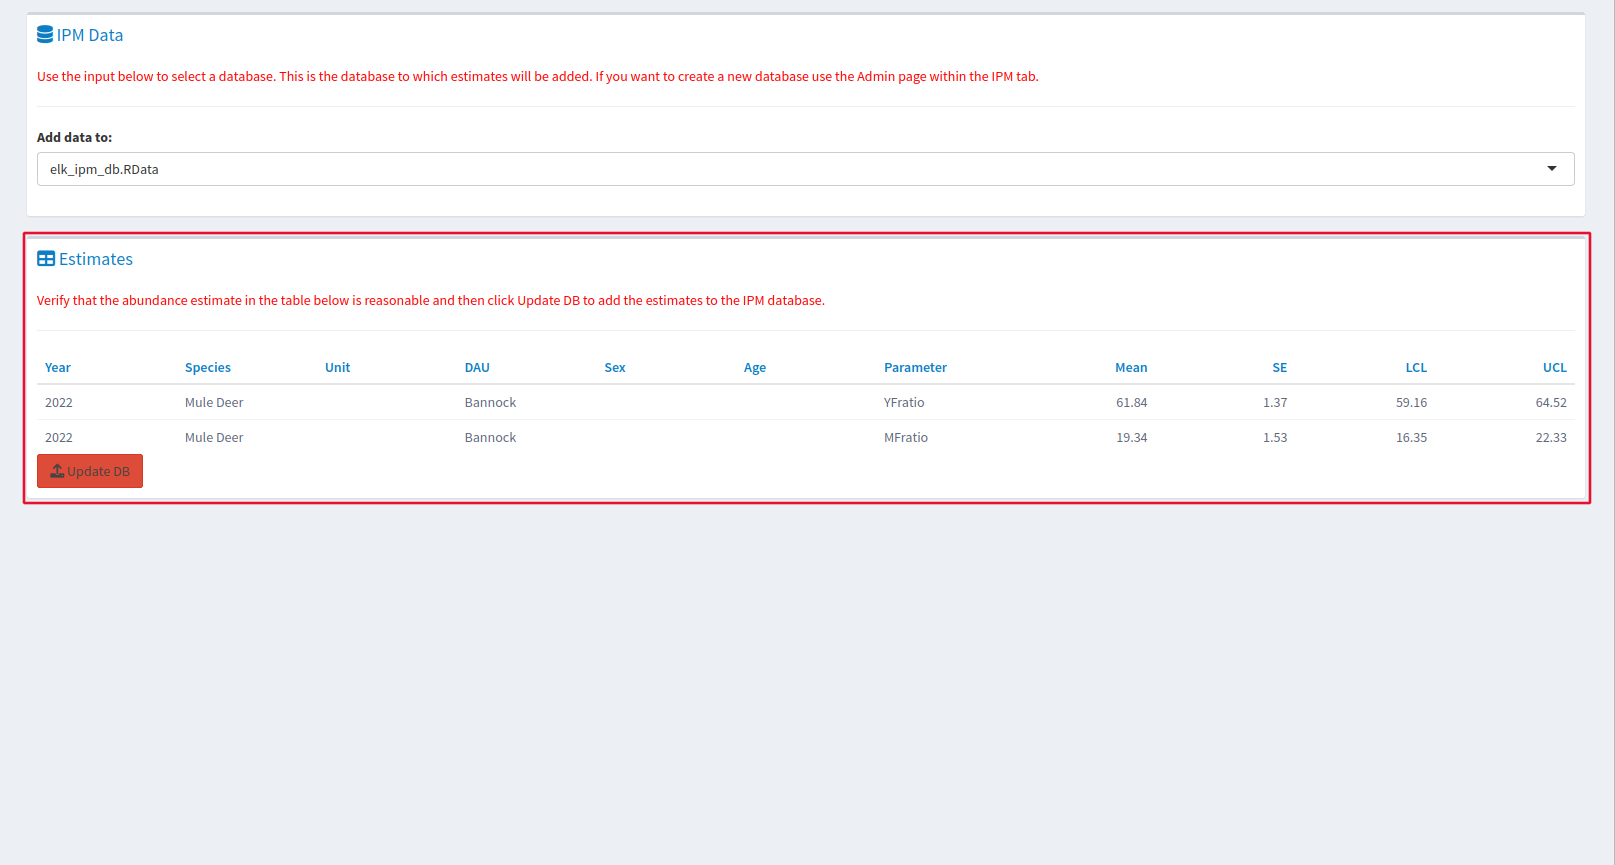 IPM Data
Use the input below to select a database. This is the database to which estimates will be added. If you want to create a new database use the Admin page within the IPM tab.
Add data to:
elk_ipm_db.RData
Estimates
Verify that the abundance estimate in the table below is reasonable and then click Update DB to add the estimates to the IPM database.
Year Species Unit DAU Sex Age Parameter Mean SE LCL UCL
2022 Mule Deer Bannock YFratio 61.84 1.37 59.16 64.52
2022 Mule Deer Bannock MFratio 19.34 1.53 16.35 22.33
Update DB